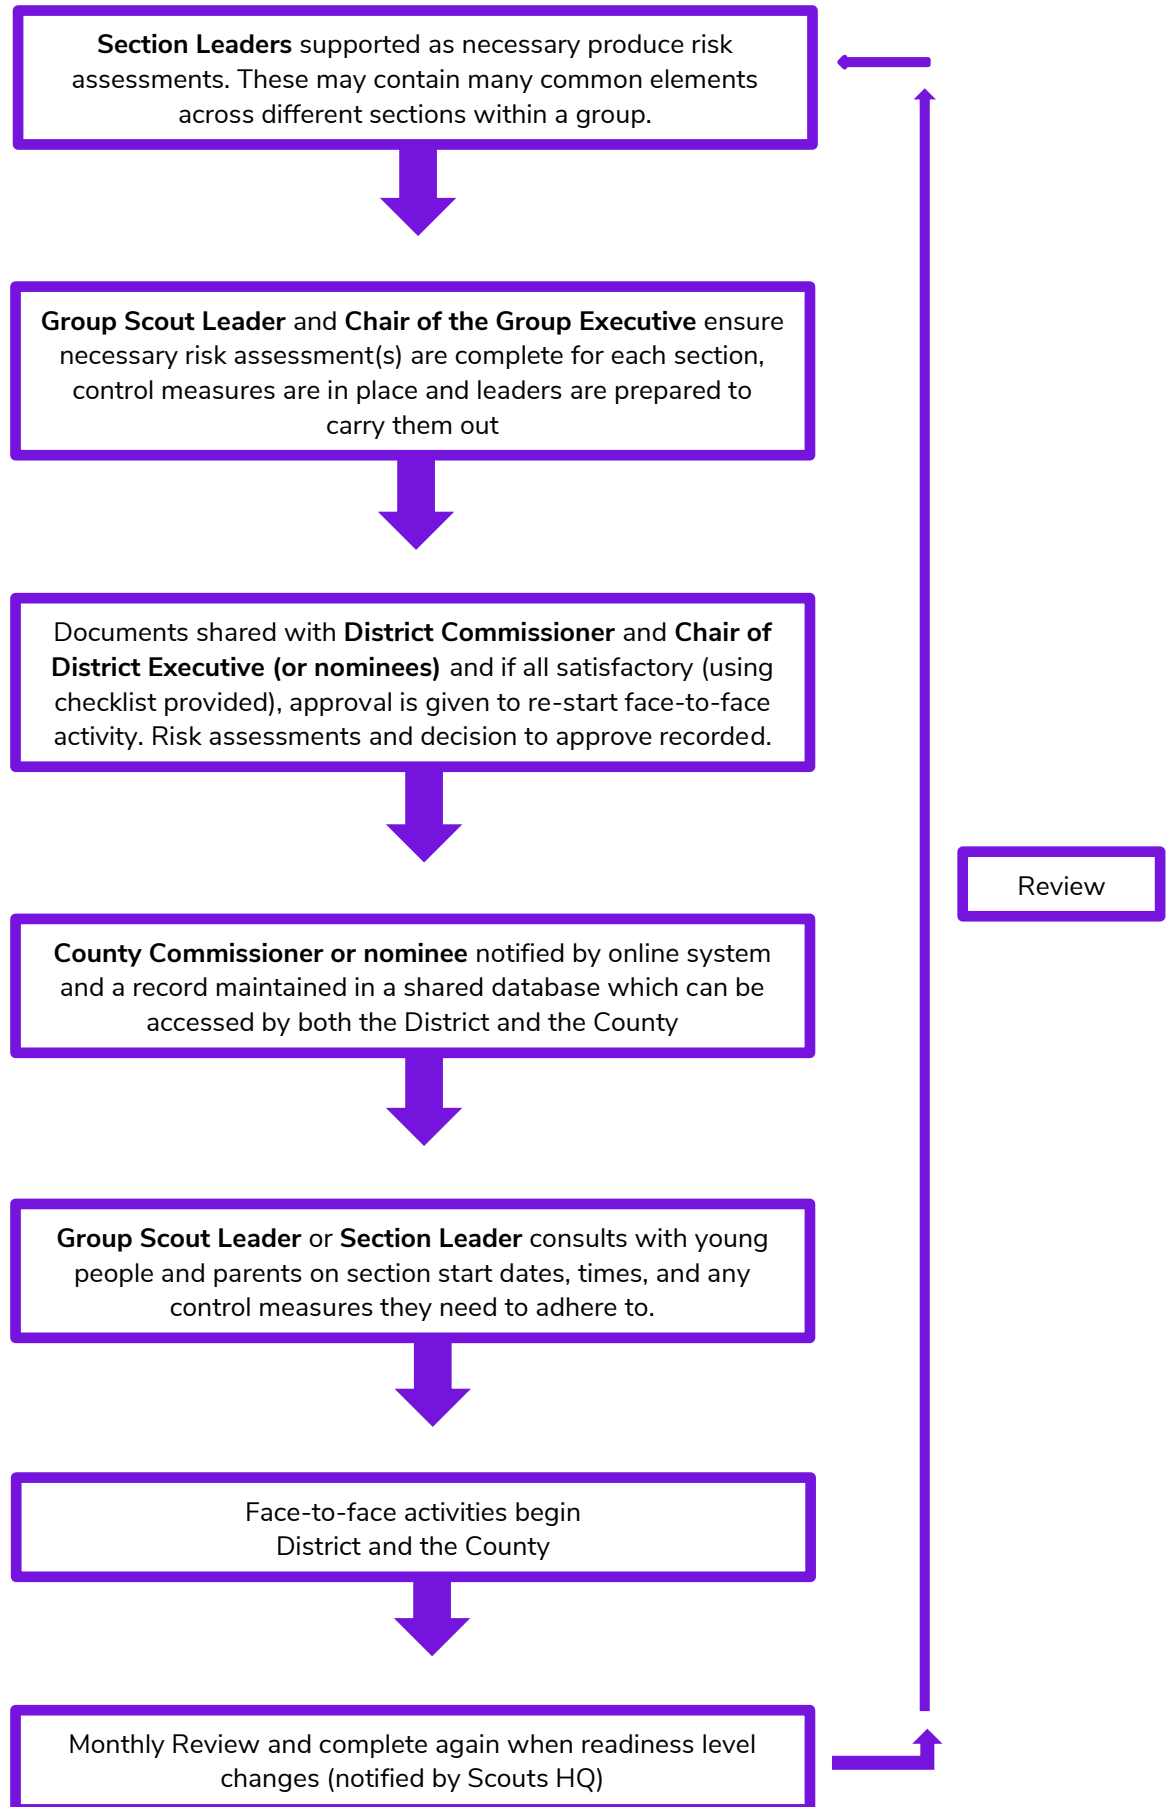 Section Leaders supported as necessary produce risk
assessments. These may contain many common elements
across different sections within a group.
Group Scout Leader and Chair of the Group Executive ensure
necessary risk assessment(s) are complete for each section,
control measures are in place and leaders are prepared to
carry them out
Documents shared with District Commissioner and Chair of
District Executive (or nominees) and if all satisfactory (using
checklist provided), approval is given to re-start face-to-face
activity. Risk assessments and decision to approve recorded.
Review
County Commissioner or nominee notified by online system
and a record maintained in a shared database which can be
accessed by both the District and the County
Group Scout Leader or Section Leader consults with young
people and parents on section start dates, times, and any
control measures they need to adhere to.
Face-to-face activities begin
District and the County
Monthly Review and complete again when readiness level
changes (notified by Scouts HQ)